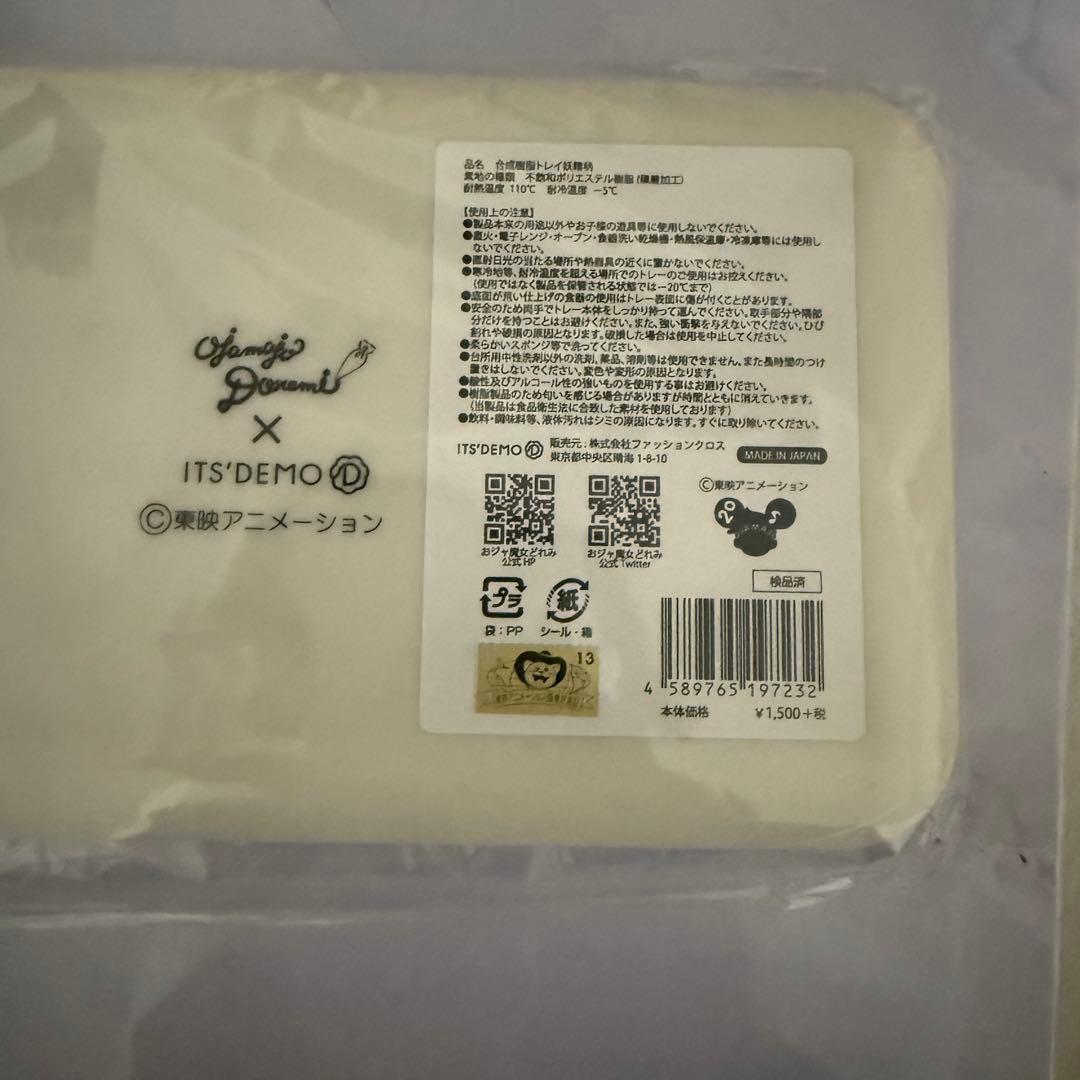 Ojamajo
Doremi
×
ITS'DEMO
Ⓒ東映アニメーション
品名 合成樹脂トレイ妖精柄
素地の種類 不飽和ポリエステル樹脂(積層加工)
耐熱温度 110℃ 耐冷温度 −5℃
【使用上の注意】
●製品本来の用途以外やお子様の遊具等に使用しないでください。
●直火・電子レンジ・オーブン・食器洗い乾燥機・熱風保温庫・冷凍庫等には使用し
ないでください。
●直射日光の当たる場所や熱器具の近くに置かないでください。
●寒冷地等、耐冷温度を超える場所でのトレーのご使用はお控えください。
(使用ではなく製品を保管される状態では−20℃まで)
●底面が荒い仕上げの食器の使用はトレー表面に傷が付くことがあります。
●安全のため両手でトレー本体をしっかり持って運んでください。取手部分や隅部
分だけを持つことはお避けください。また、強い衝撃を与えないでください。ひび
割れや破損の原因となります。破損した場合は使用を中止してください。
●柔らかいスポンジ等で洗ってください。
●台所用中性洗剤以外の洗剤、薬品、溶剤等は使用できません。また長時間のつけ
置きはしないでください。変色や変形の原因となります。
●酸性及びアルコール性の強いものを使用する事はお避けください。
●樹脂製品のため匂いを感じる場合がありますが時間とともに消えていきます。
(当製品は食品衛生法に合致した素材を使用しております)
●飲料・調味料等、液体汚れはシミの原因になります。すぐに取り除いてください。
ITS'DEMO 販売元:株式会社ファッションクロス
東京都中央区晴海 1-8-10
MADE IN JAPAN
Ⓒ東映アニメーション
20
おジャ魔女どれみ
公式 HP
おジャ魔女どれみ
公式 Twitter
検品済
プラ
紙
袋:PP
シール・箱
13
4 589765 197232
本体価格 ¥1,500+税